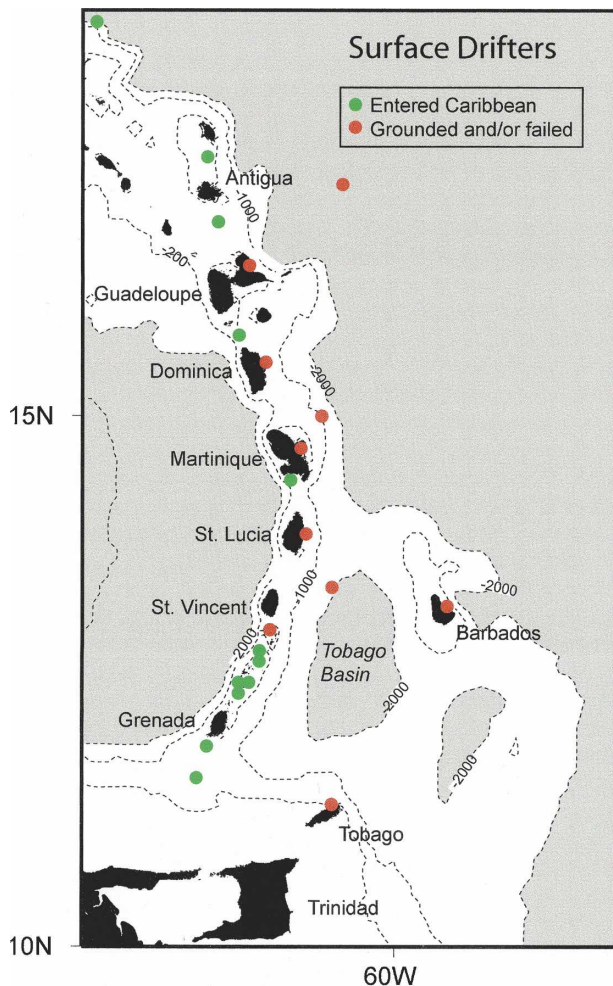 Surface Drifters
Entered Caribbean
Grounded and/or failed
Antigua
-1000
-200
Guadeloupe
Dominica
-2000
15N
Martinique
St. Lucia
-1000
-2000
St. Vincent
2000
Barbados
Tobago
Basin
-2000
Grenada
2000
Tobago
Trinidad
10N
60W